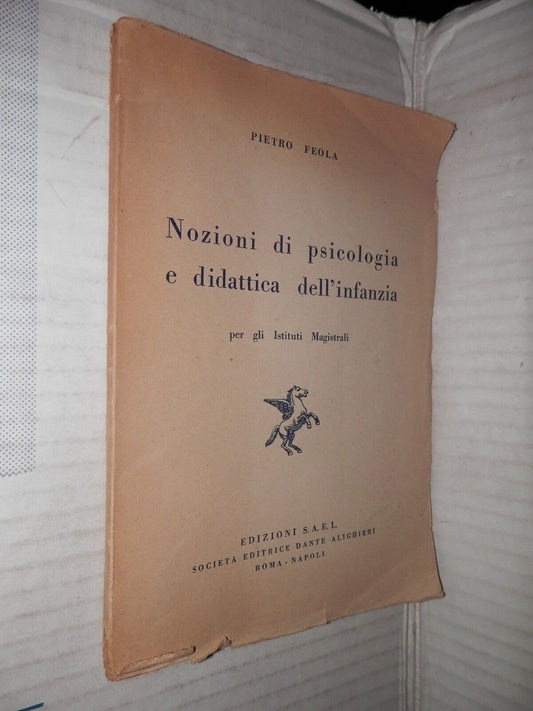 PIETRO FEOLA
Nozioni di psicologia
e didattica dell'infanzia
per gli Istituti Magistrali
EDIZIONI S.A.E.L.
SOCIETÀ EDITRICE DANTE ALIGHIERI
ROMA - NAPOLI